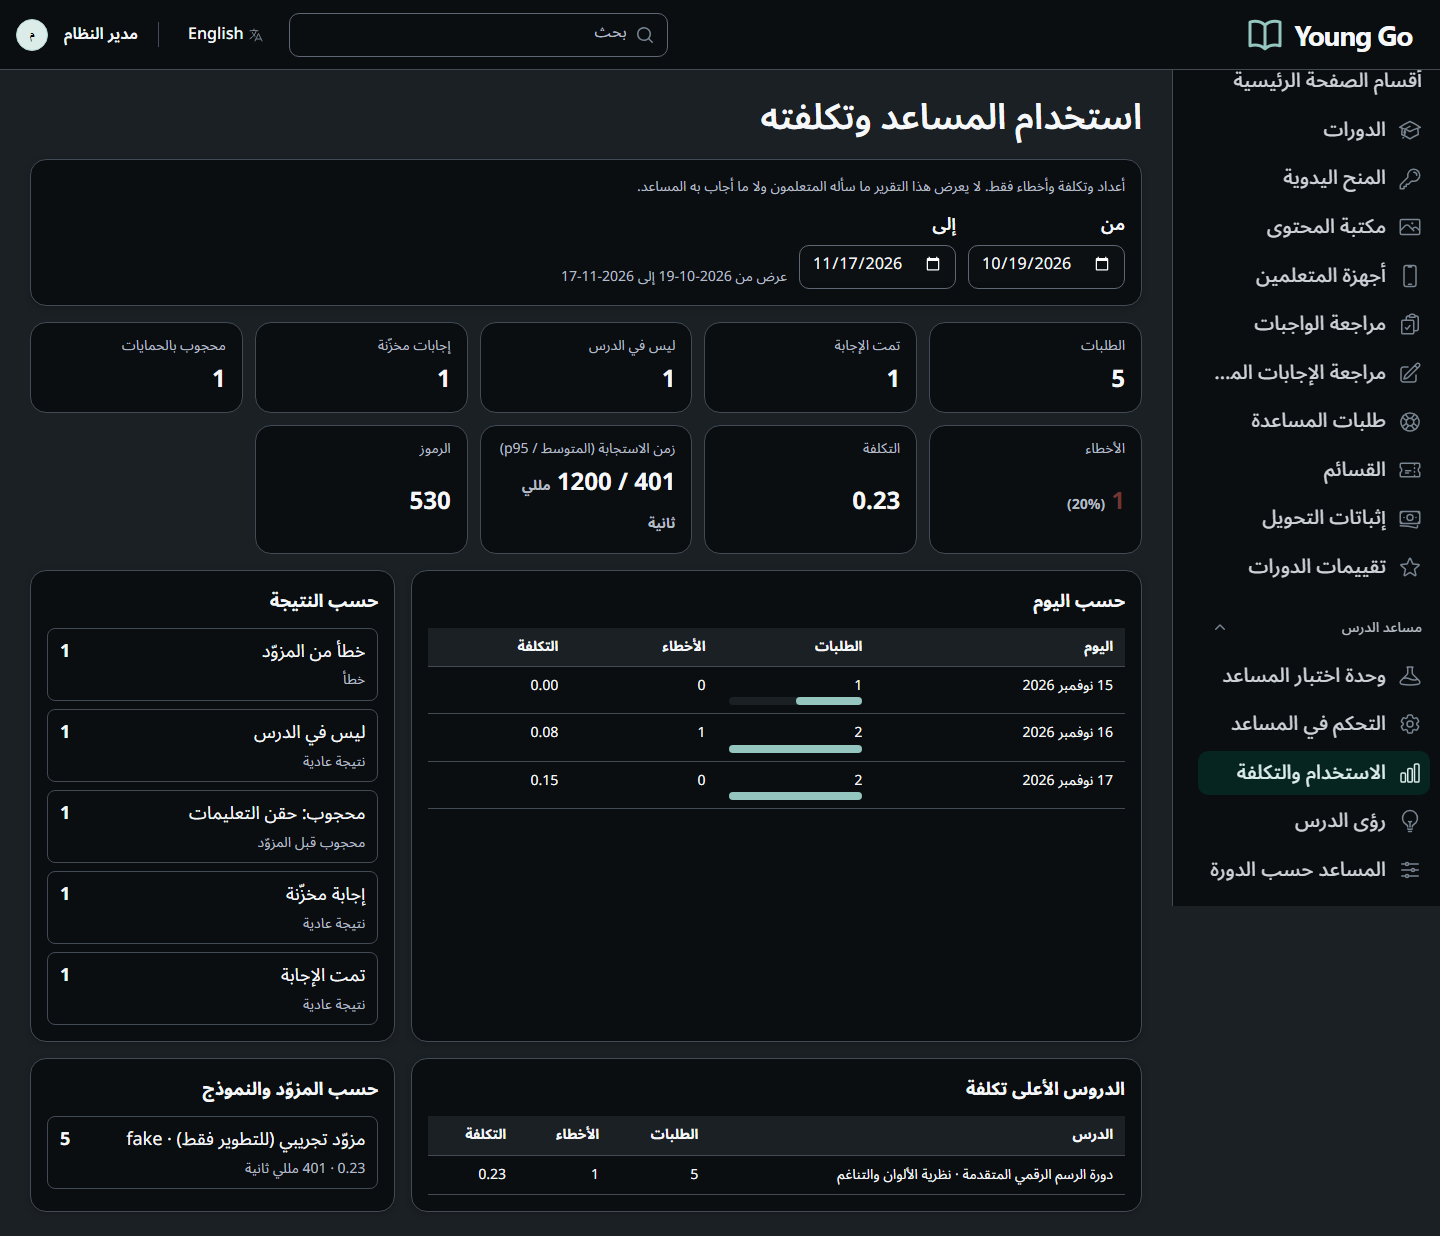 Young Go
بحث
English
مدير النظام
م
أقسام الصفحة الرئيسية
الدورات
المنح اليدوية
مكتبة المحتوى
أجهزة المتعلمين
مراجعة الواجبات
مراجعة الإجابات الم...
طلبات المساعدة
القسائم
إثباتات التحويل
تقييمات الدورات
مساعد الدرس
وحدة اختبار المساعد
التحكم في المساعد
الاستخدام والتكلفة
رؤى الدرس
المساعد حسب الدورة
استخدام المساعد وتكلفته
أعداد وتكلفة وأخطاء فقط. لا يعرض هذا التقرير ما سأله المتعلمون ولا ما أجاب به المساعد.
من
إلى
10/19/2026
11/17/2026
عرض من 2026-10-19 إلى 2026-11-17
الطلبات
5
تمت الإجابة
1
ليس في الدرس
1
إجابات مخزّنة
1
محجوب بالحمايات
1
الأخطاء
1 (20%)
التكلفة
0.23
زمن الاستجابة (المتوسط / p95)
401 / 1200 مللي
ثانية
الرموز
530
حسب اليوم
اليوم الطلبات الأخطاء التكلفة
15 نوفمبر 2026 1 0 0.00
16 نوفمبر 2026 2 1 0.08
17 نوفمبر 2026 2 0 0.15
حسب النتيجة
خطأ من المزوّد 1
خطأ
ليس في الدرس 1
نتيجة عادية
محجوب: حقن التعليمات 1
محجوب قبل المزوّد
إجابة مخزّنة 1
نتيجة عادية
تمت الإجابة 1
نتيجة عادية
الدروس الأعلى تكلفة
الدرس الطلبات الأخطاء التكلفة
دورة الرسم الرقمي المتقدمة · نظرية الألوان والتناغم 5 1 0.23
حسب المزوّد والنموذج
مزوّد تجريبي (للتطوير فقط) · fake 5
0.23 · 401 مللي ثانية